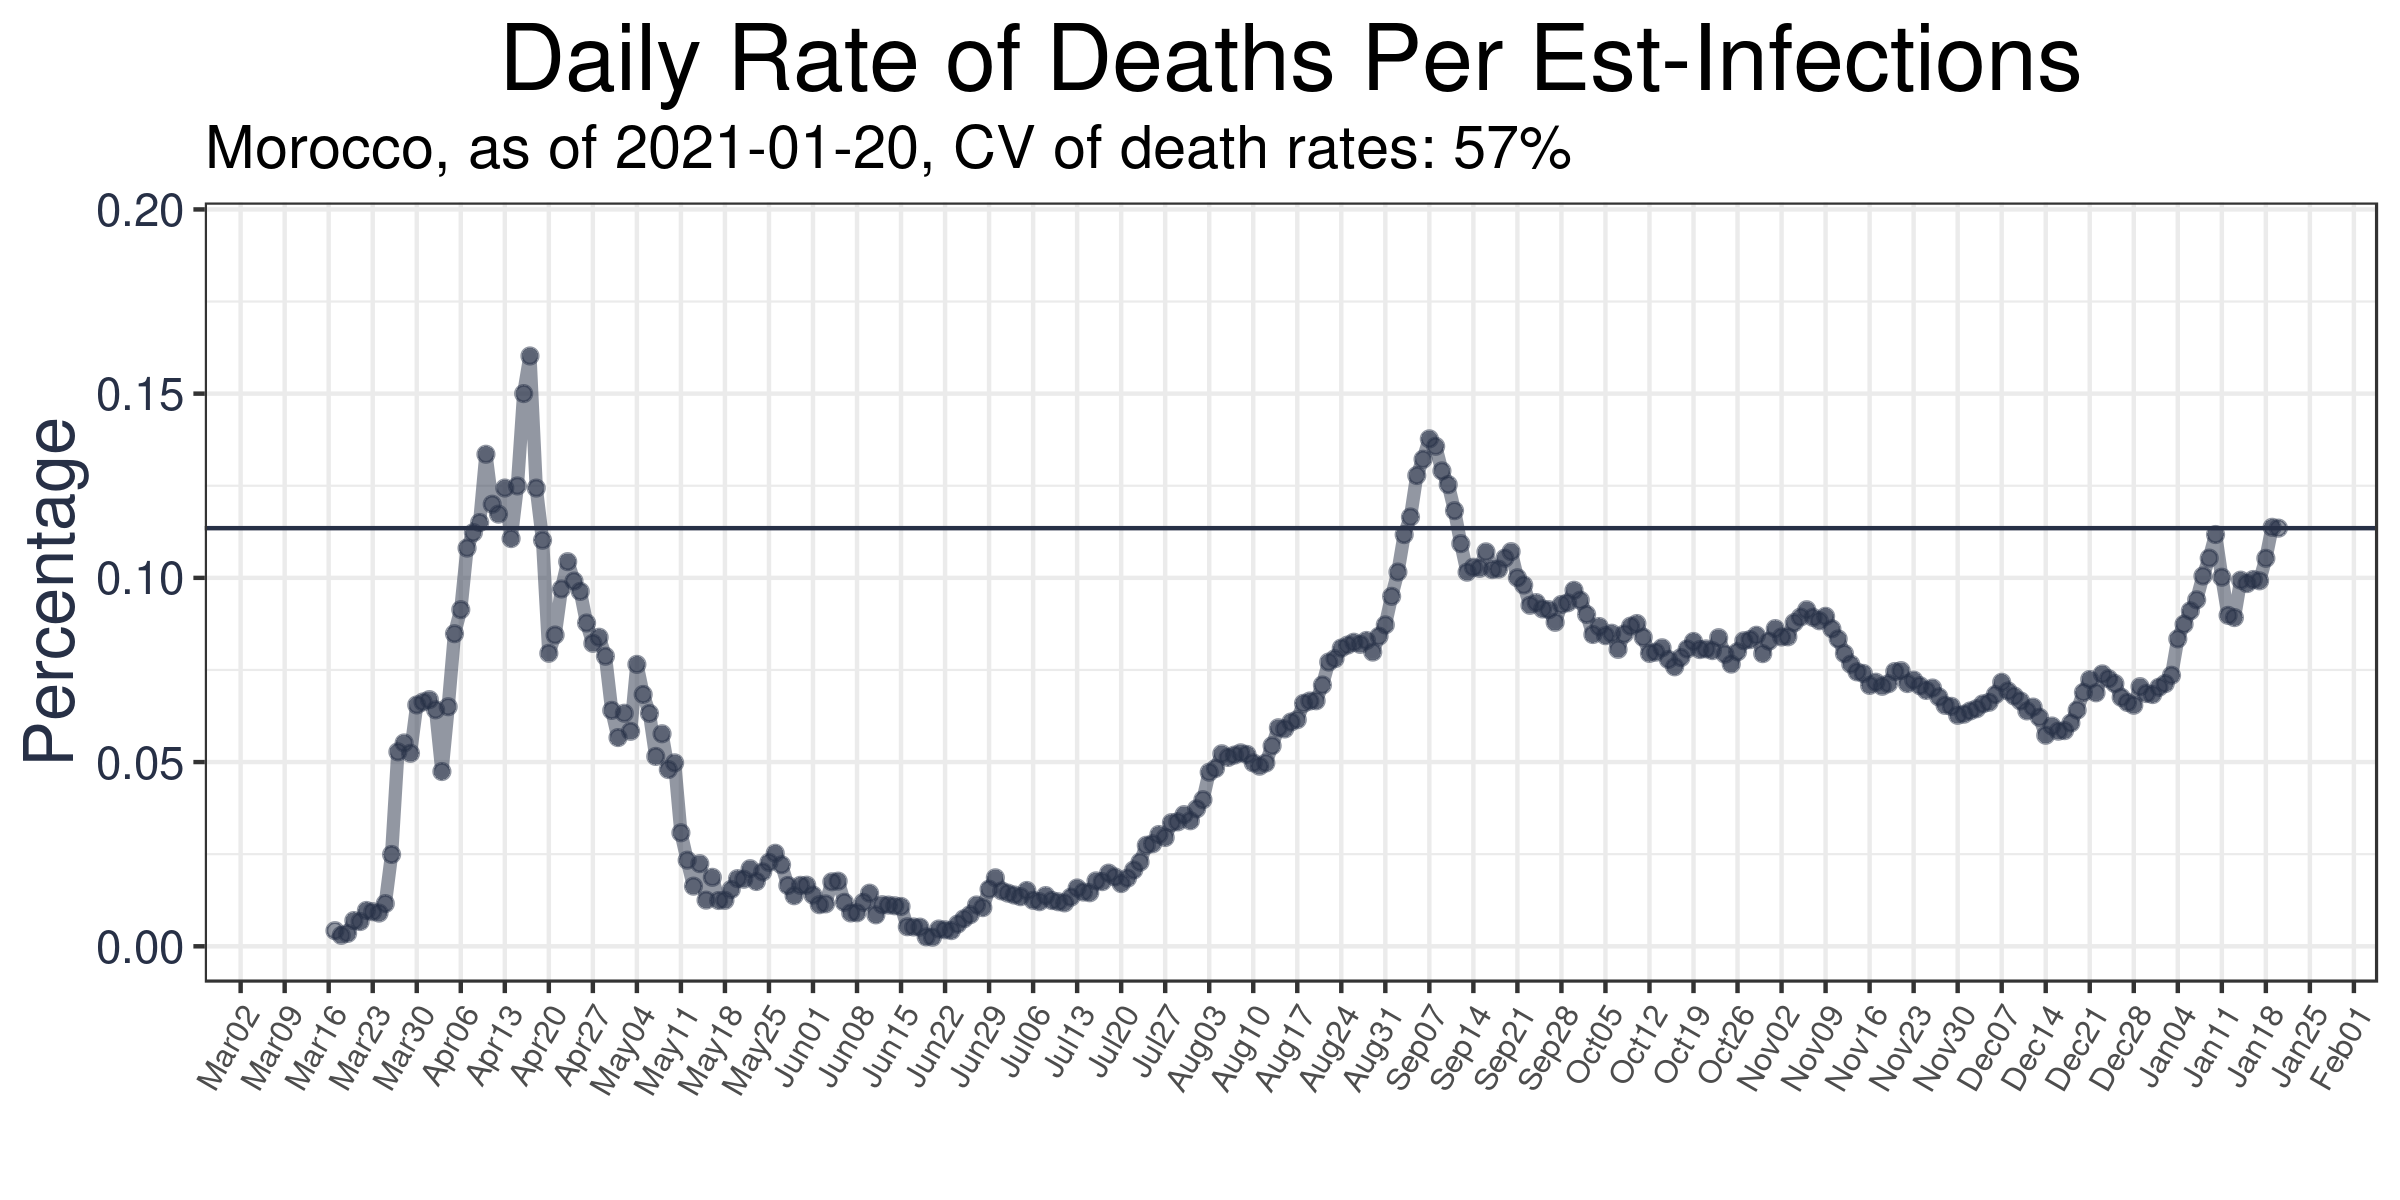 Daily Rate of Deaths Per Est-Infections
Morocco, as of 2021-01-20, CV of death rates: 57%
Percentage
0.20
0.15
0.10
0.05
0.00
Mar02
Mar09
Mar16
Mar23
Mar30
Apr06
Apr13
Apr20
Apr27
May04
May11
May18
May25
Jun01
Jun08
Jun15
Jun22
Jun29
Jul06
Jul13
Jul20
Jul27
Aug03
Aug10
Aug17
Aug24
Aug31
Sep07
Sep14
Sep21
Sep28
Oct05
Oct12
Oct19
Oct26
Nov02
Nov09
Nov16
Nov23
Nov30
Dec07
Dec14
Dec21
Dec28
Jan04
Jan11
Jan18
Jan25
Feb01